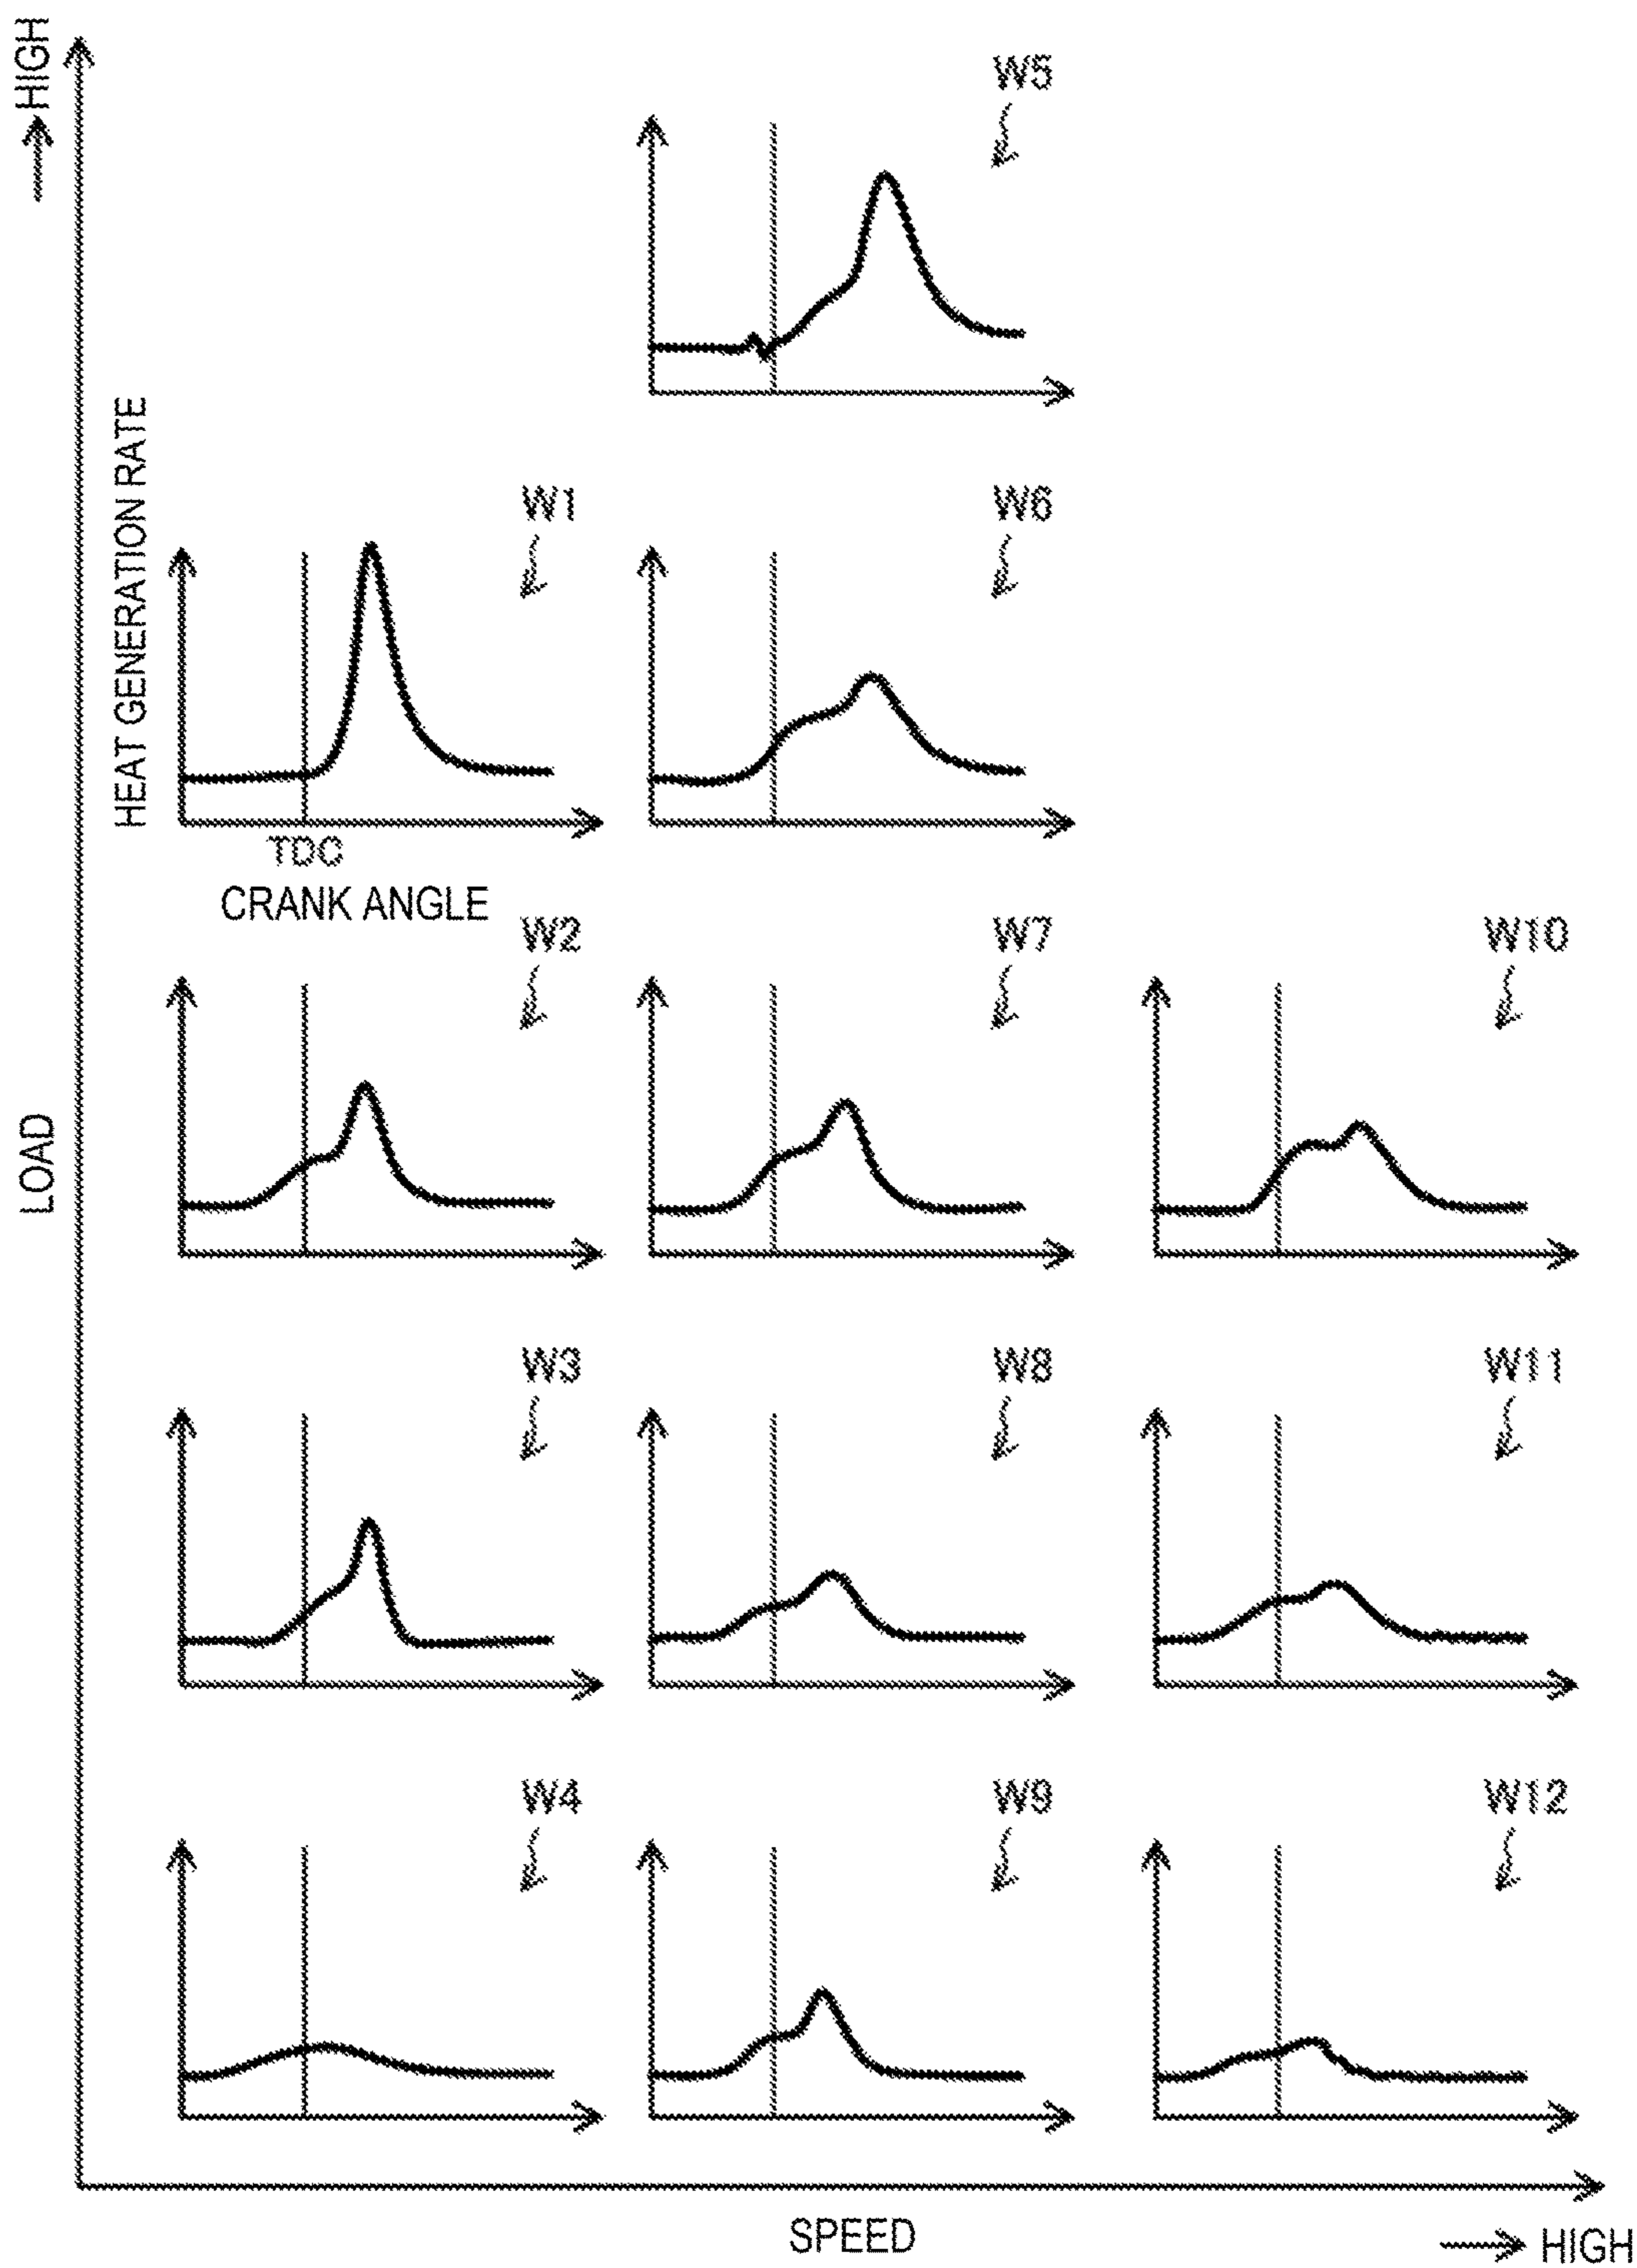 HIGH
W5
HEAT GENERATION RATE
W1
W6
TDC
CRANK ANGLE
W2
W7
W10
LOAD
W3
W8
W11
W4
W9
W12
SPEED
HIGH